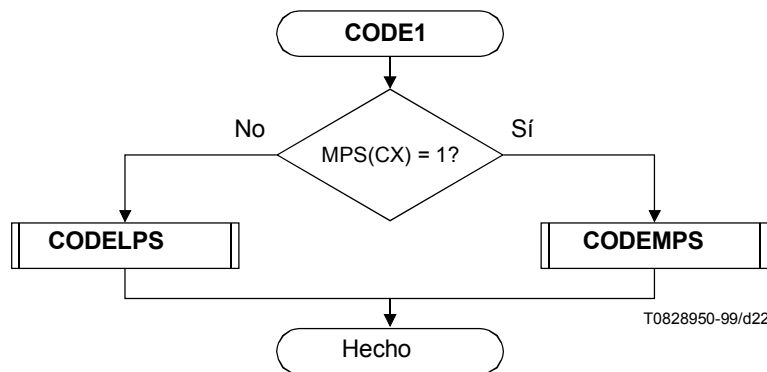 CODE1
No
Sí
MPS(CX) = 1?
CODELPS
CODEMPS
T0828950-99/d22
Hecho